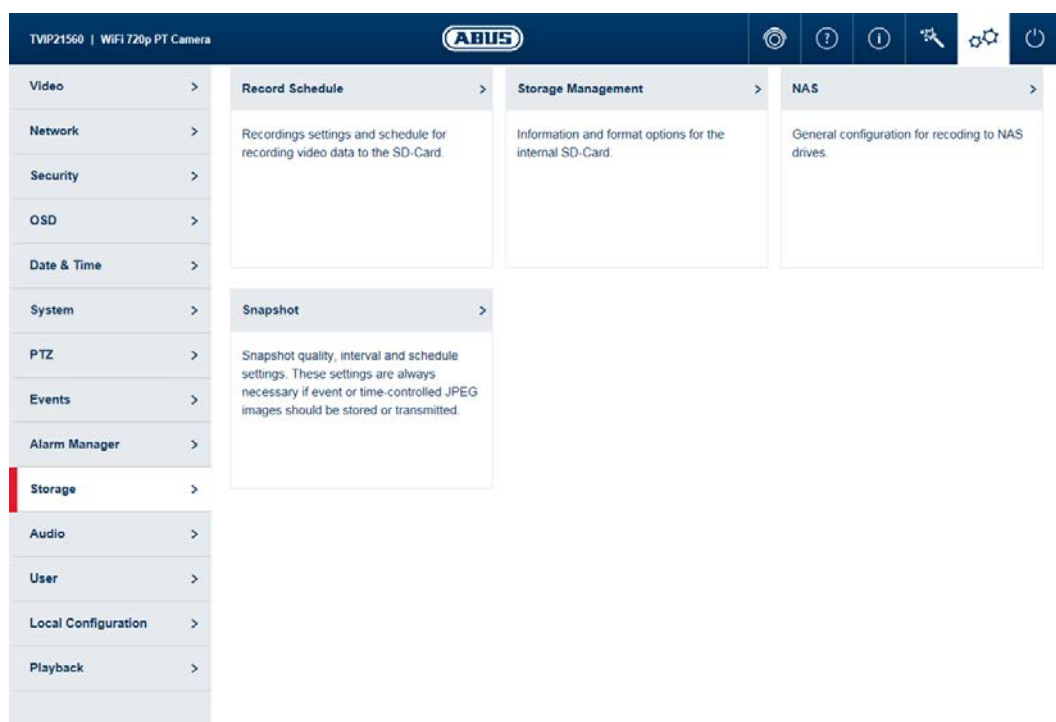 TVIP21560 | WiFi 720p PT Camera
ABUS
Video
Network
Security
OSD
Date & Time
System
PTZ
Events
Alarm Manager
Storage
Audio
User
Local Configuration
Playback
Record Schedule
Recordings settings and schedule for
recording video data to the SD-Card.
Storage Management
Information and format options for the
internal SD-Card.
NAS
General configuration for recoding to NAS
drives.
Snapshot
Snapshot quality, interval and schedule
settings. These settings are always
necessary if event or time-controlled JPEG
images should be stored or transmitted.